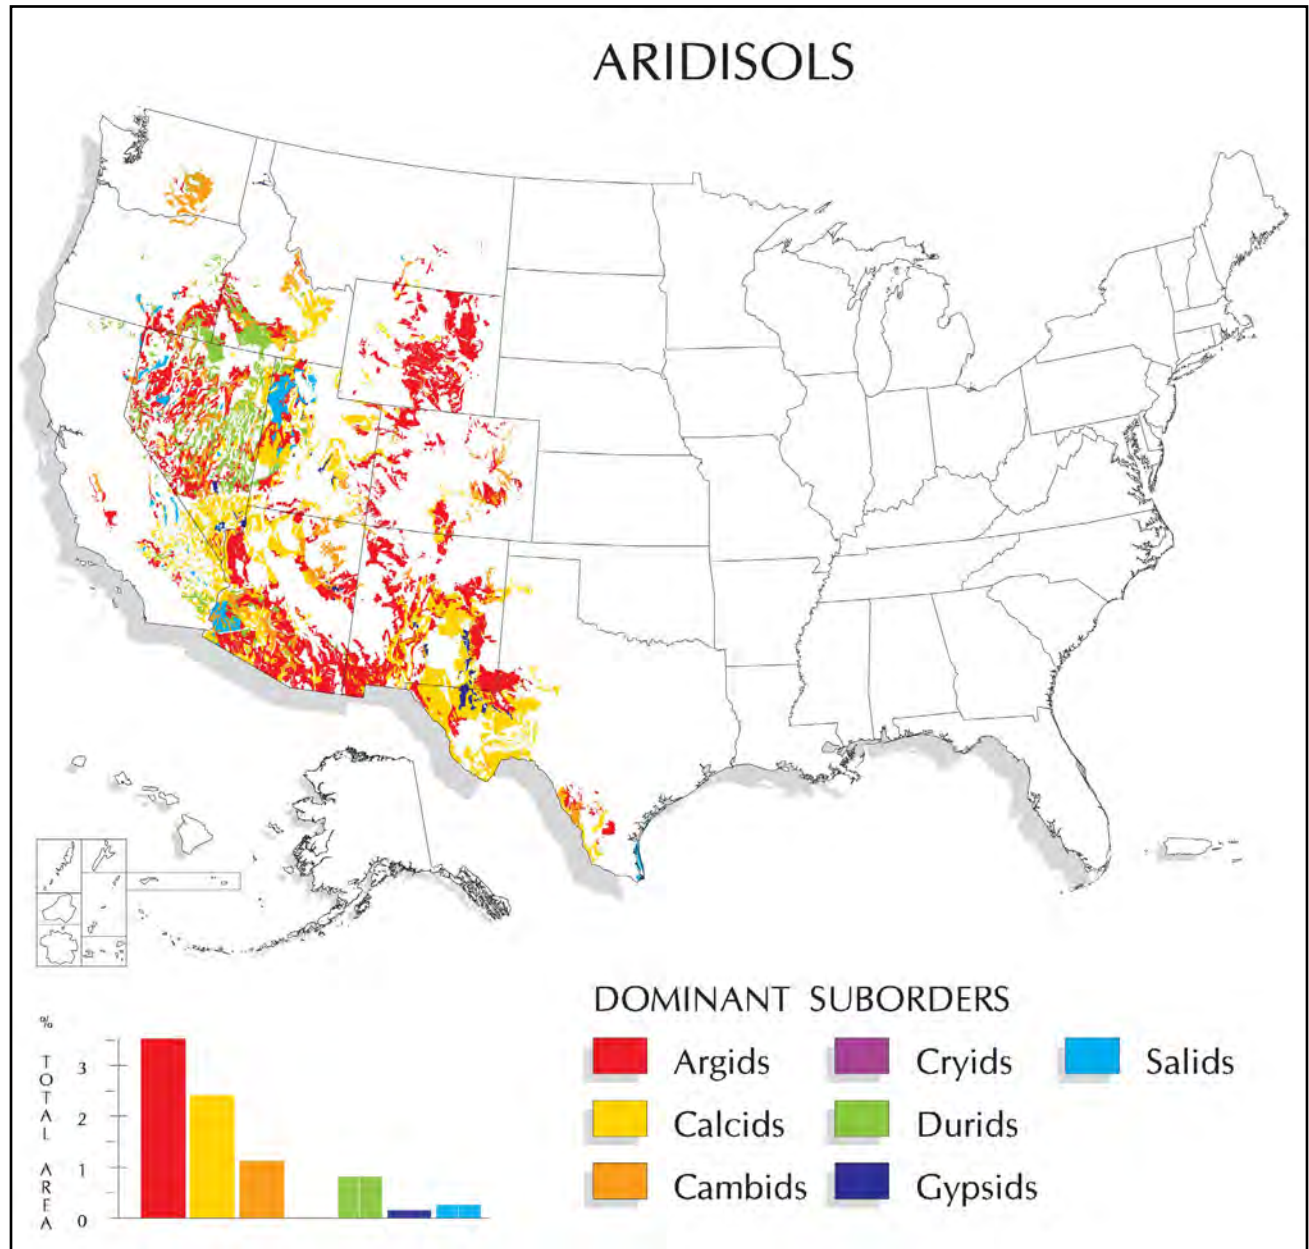 ARIDISOLS
%
TOTAL AREA
3
2
1
0
DOMINANT SUBORDERS
Argids
Cryids
Salids
Calcids
Durids
Cambids
Gypsids